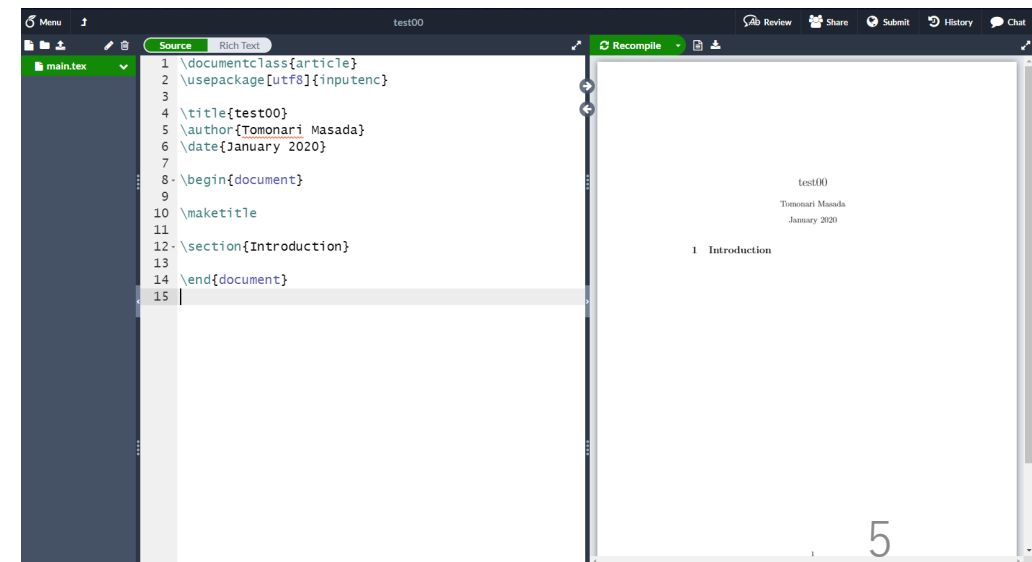 Menu
test00
Review
Share
Submit
History
Chat
Source
Rich Text
Recompile
main.tex
1 \documentclass{article}
2 \usepackage[utf8]{inputenc}
3
4 \title{test00}
5 \author{Tomonari Masada}
6 \date{January 2020}
7
8 \begin{document}
9
10 \maketitle
11
12 \section{Introduction}
13
14 \end{document}
15
test00
Tomonari Masada
January 2020
1 Introduction
1
5